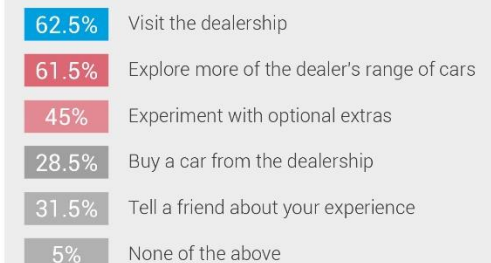 62.5% Visit the dealership
61.5% Explore more of the dealer's range of cars
45% Experiment with optional extras
28.5% Buy a car from the dealership
31.5% Tell a friend about your experience
5% None of the above